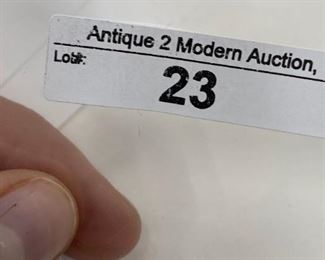 Antique 2 Modern Auction,
Lot#:
23